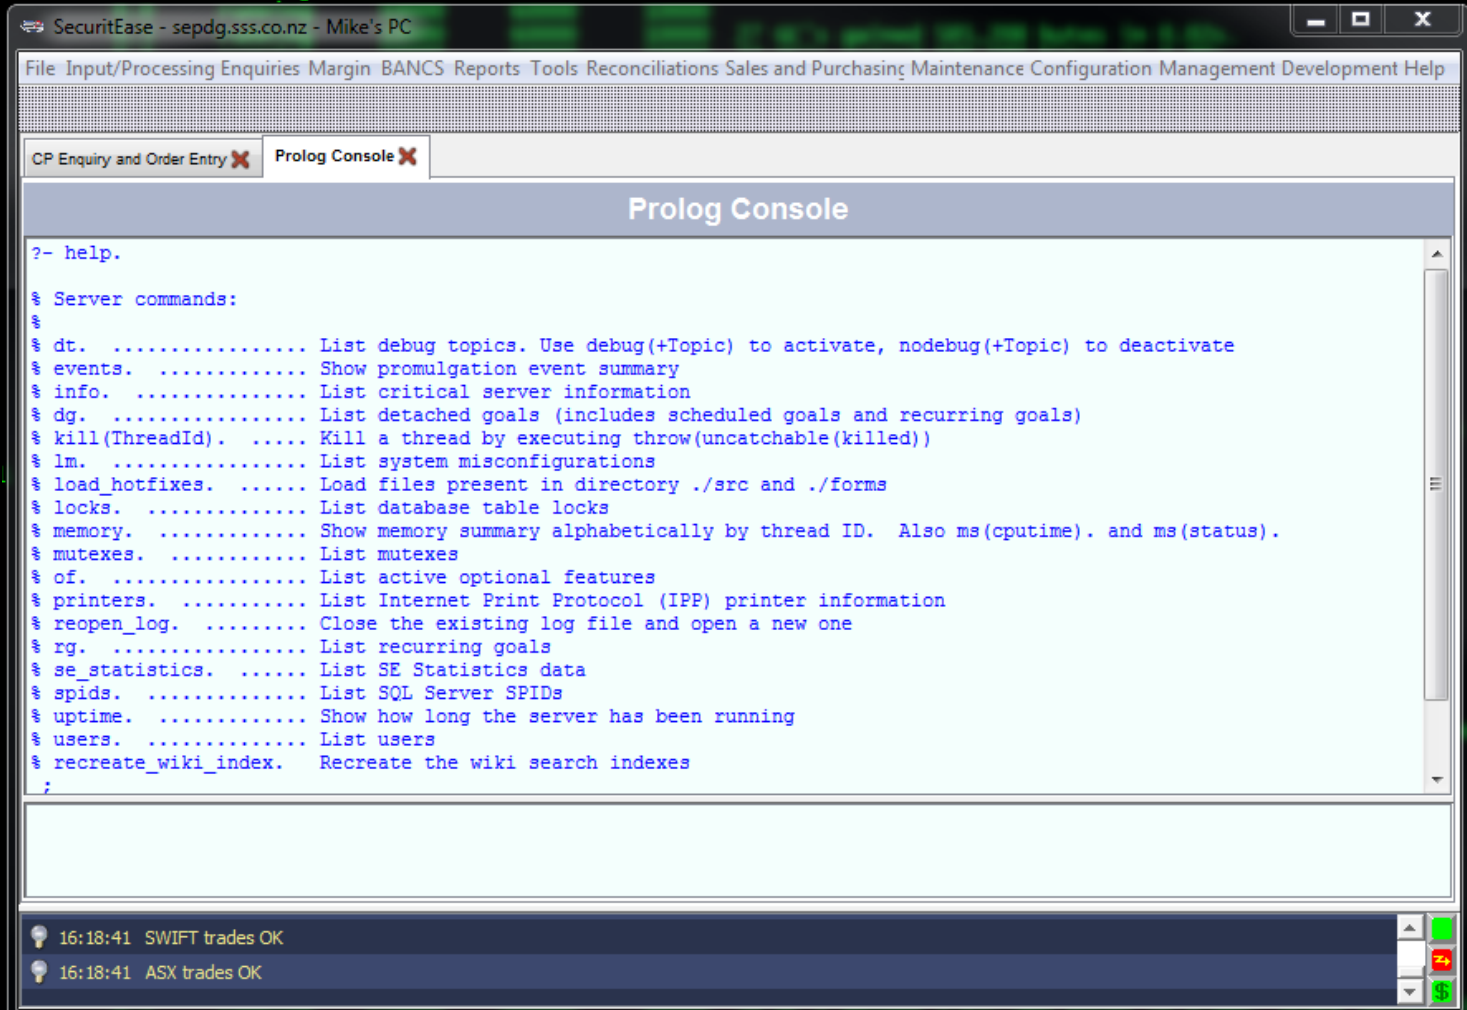 SecuritEase - sepdg.sss.co.nz - Mike's PC
File Input/Processing Enquiries Margin BANCS Reports Tools Reconciliations Sales and Purchasing Maintenance Configuration Management Development Help
CP Enquiry and Order Entry Prolog Console
Prolog Console
?- help.
% Server commands:
%
% dt. ................. List debug topics. Use debug(+Topic) to activate, nodebug(+Topic) to deactivate
% events. ............. Show promulgation event summary
% info. ............... List critical server information
% dg. ................. List detached goals (includes scheduled goals and recurring goals)
% kill(ThreadId). ..... Kill a thread by executing throw(uncatchable(killed))
% lm. ................. List system misconfigurations
% load_hotfixes. ...... Load files present in directory ./src and ./forms
% locks. .............. List database table locks
% memory. ............. Show memory summary alphabetically by thread ID. Also ms(cputime). and ms(status).
% mutexes. ............ List mutexes
% of. ................. List active optional features
% printers. ........... List Internet Print Protocol (IPP) printer information
% reopen_log. ......... Close the existing log file and open a new one
% rg. ................. List recurring goals
% se_statistics. ...... List SE Statistics data
% spids. .............. List SQL Server SPIDs
% uptime. ............. Show how long the server has been running
% users. .............. List users
% recreate_wiki_index. Recreate the wiki search indexes
;
16:18:41 SWIFT trades OK
16:18:41 ASX trades OK